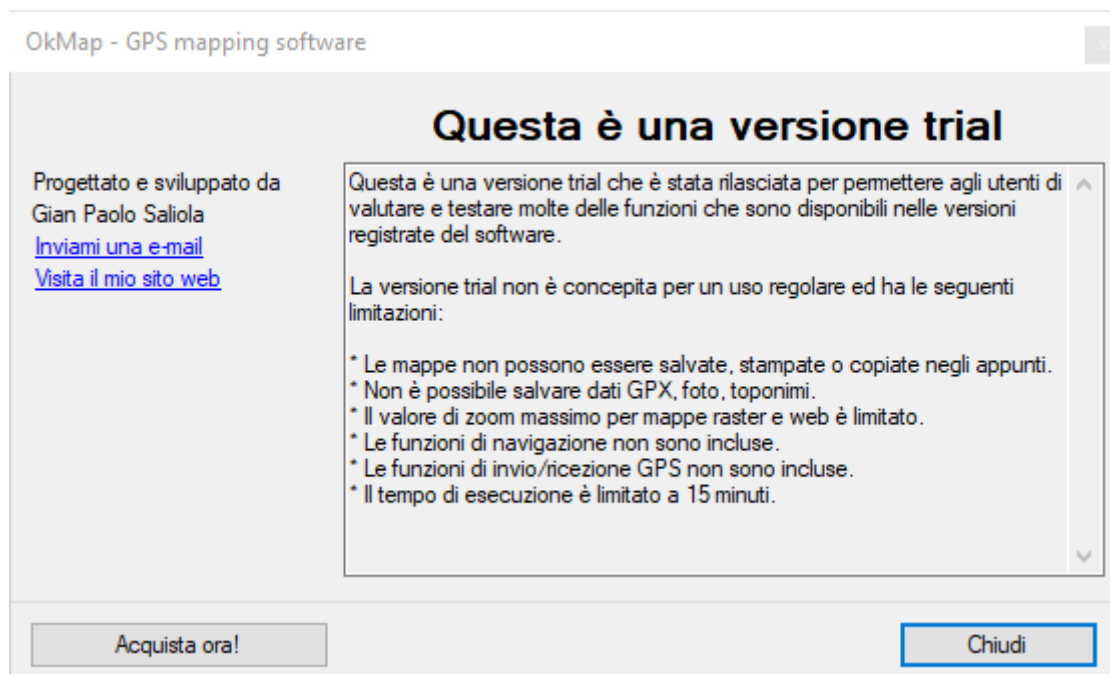 OkMap - GPS mapping software
Questa è una versione trial
Progettato e sviluppato da
Gian Paolo Saliola
Inviami una e-mail
Visita il mio sito web
Questa è una versione trial che è stata rilasciata per permettere agli utenti di
valutare e testare molte delle funzioni che sono disponibili nelle versioni
registrate del software.
La versione trial non è concepita per un uso regolare ed ha le seguenti
limitazioni:
* Le mappe non possono essere salvate, stampate o copiate negli appunti.
* Non è possibile salvare dati GPX, foto, toponimi.
* Il valore di zoom massimo per mappe raster e web è limitato.
* Le funzioni di navigazione non sono incluse.
* Le funzioni di invio/ricezione GPS non sono incluse.
* Il tempo di esecuzione è limitato a 15 minuti.
Acquista ora!
Chiudi